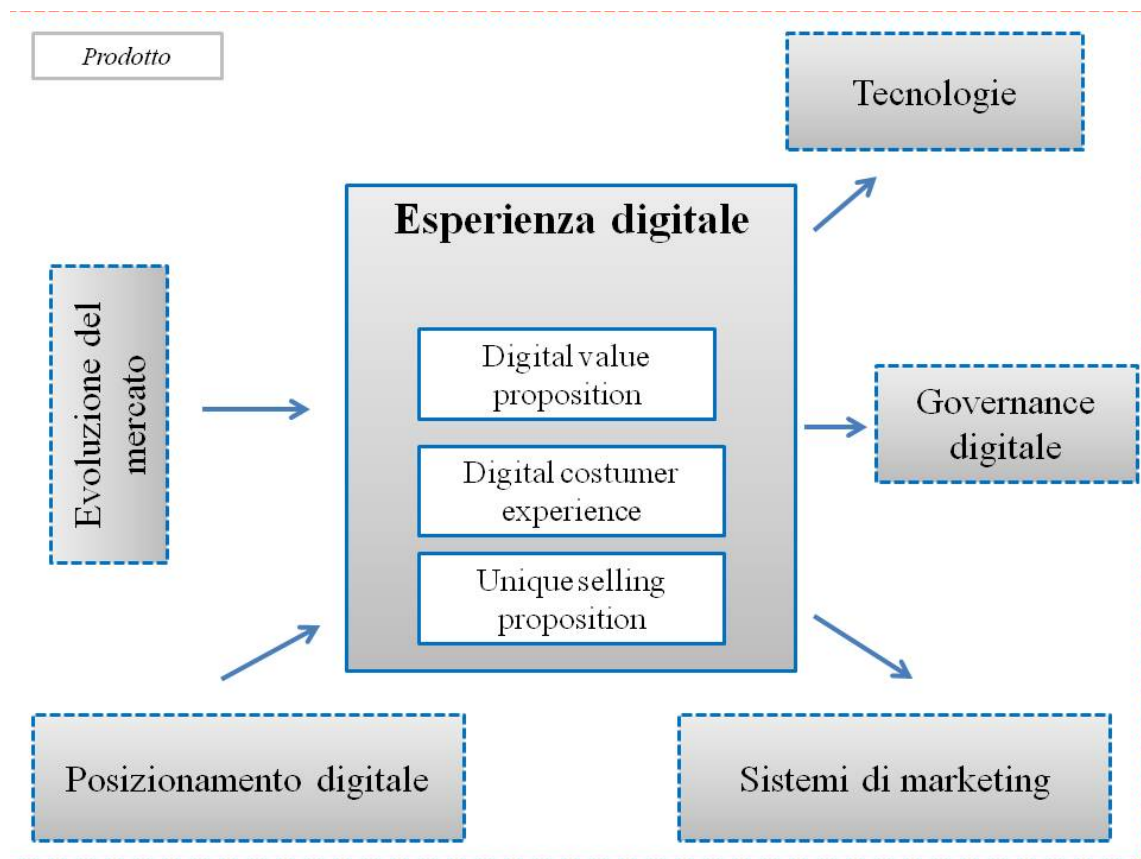 Prodotto
Tecnologie
Esperienza digitale
Evoluzione del
mercato
Digital value
proposition
Digital costumer
experience
Unique selling
proposition
Governance
digitale
Posizionamento digitale
Sistemi di marketing